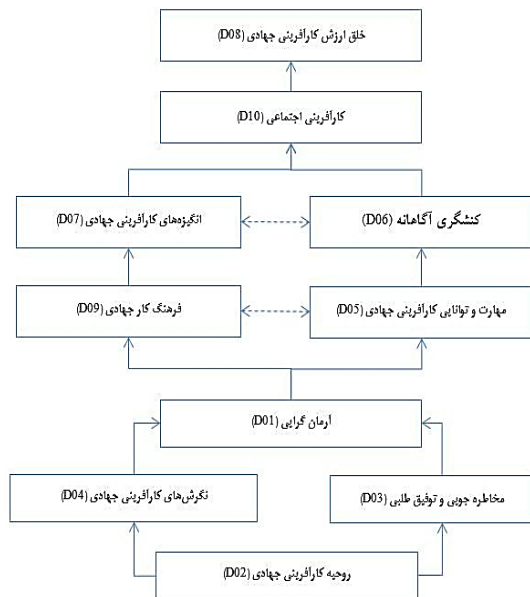 خلق ارزش کارآفرینی جهادی (D08)
کارآفرینی اجتماعی (D10)
کنشگری آگاهانه (D06)
انگیزه‌های کارآفرینی جهادی (D07)
مهارت و توانایی کارآفرینی جهادی (D05)
فرهنگ کار جهادی (D09)
آرمان گرایی (D01)
مخاطره جویی و توفیق طلبی (D03)
نگرش‌های کارآفرینی جهادی (D04)
روحیه کارآفرینی جهادی (D02)